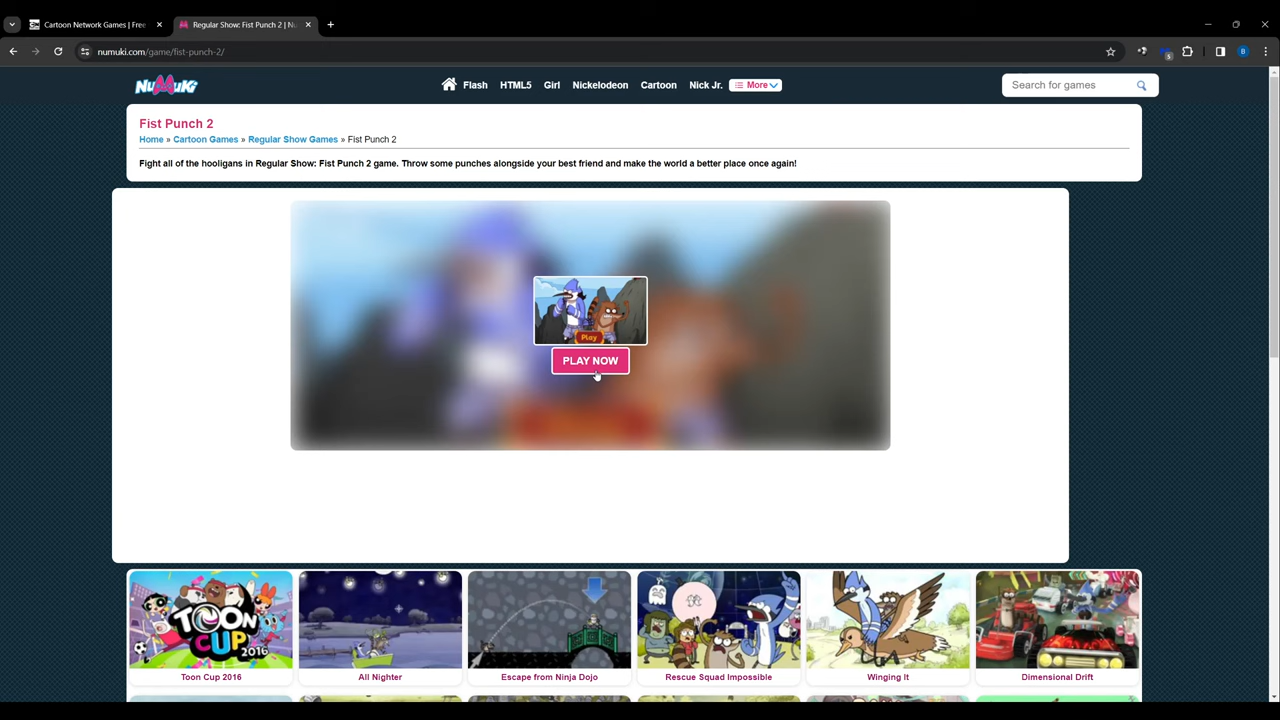 Cartoon Network Games | Free
Regular Show: Fist Punch 2 | Nu
numuki.com/game/fist-punch-2/
B
NuMuKi
Flash
HTML5
Girl
Nickelodeon
Cartoon
Nick Jr.
More
Search for games
Fist Punch 2
Home » Cartoon Games » Regular Show Games » Fist Punch 2
Fight all of the hooligans in Regular Show: Fist Punch 2 game. Throw some punches alongside your best friend and make the world a better place once again!
Play
PLAY NOW
TOON
CUP
2016
Toon Cup 2016
All Nighter
Escape from Ninja Dojo
Rescue Squad Impossible
Winging It
Dimensional Drift